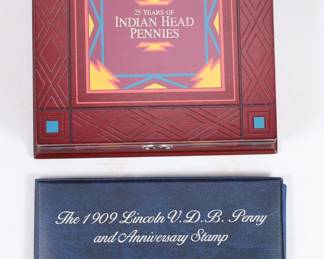 25 YEARS OF
INDIAN HEAD
PENNIES
The 1909 Lincoln V.D.B. Penny
and Anniversary Stamp